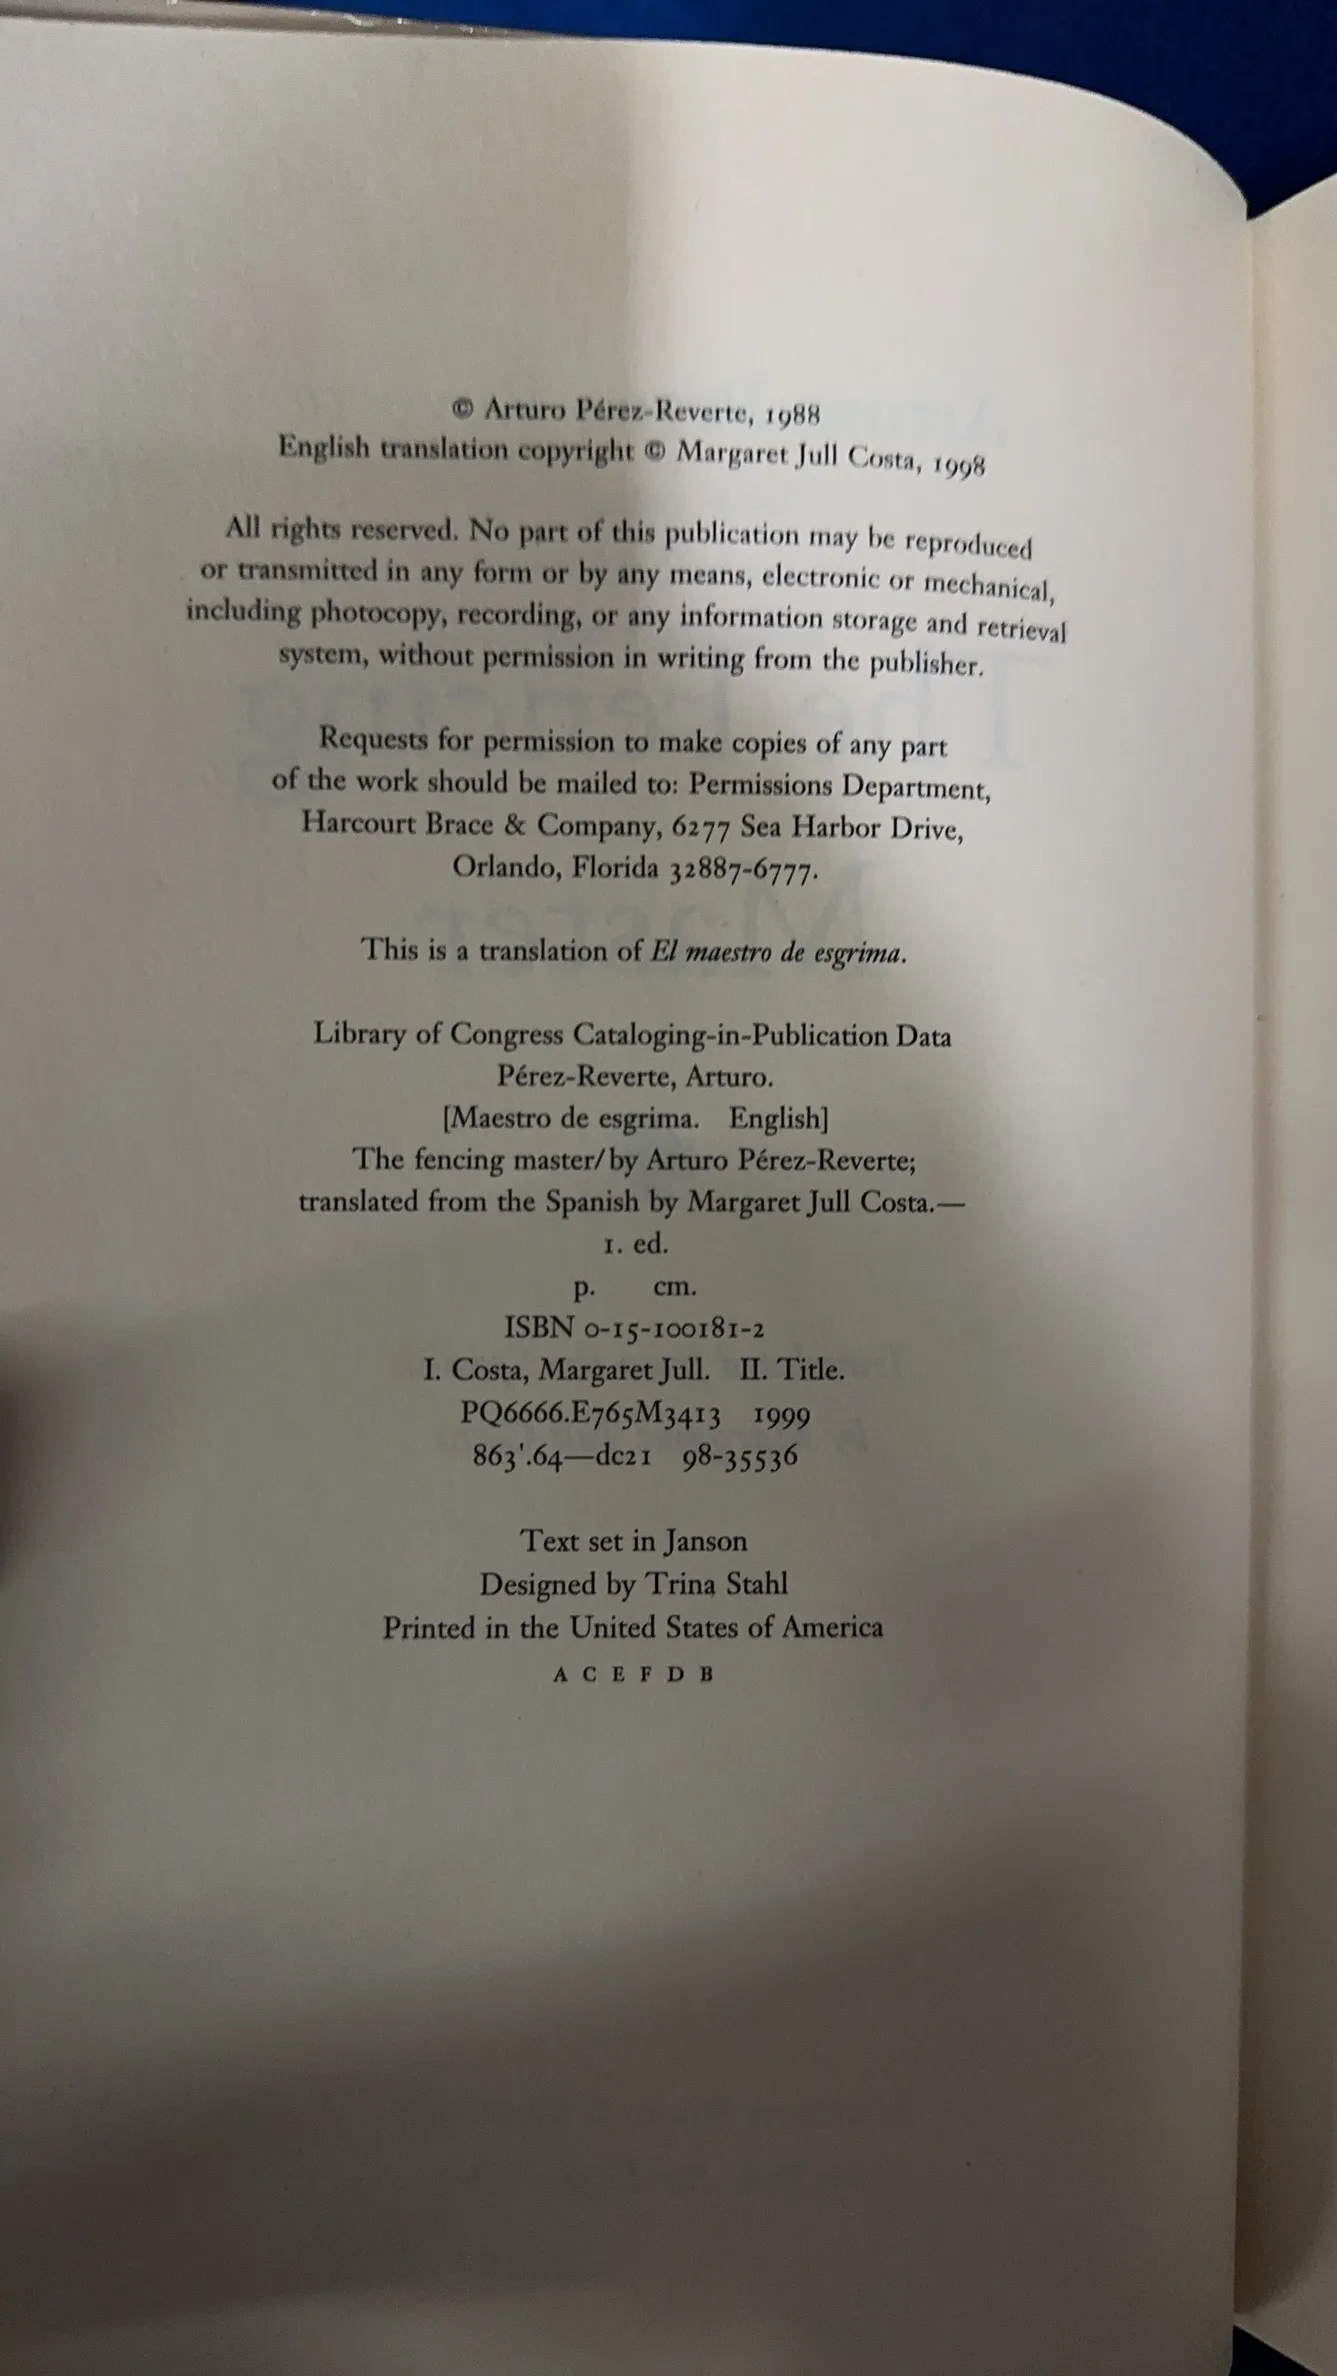 © Arturo Pérez-Reverte, 1988
English translation copyright © Margaret Jull Costa, 1998
All rights reserved. No part of this publication may be reproduced
or transmitted in any form or by any means, electronic or mechanical,
including photocopy, recording, or any information storage and retrieval
system, without permission in writing from the publisher.
Requests for permission to make copies of any part
of the work should be mailed to: Permissions Department,
Harcourt Brace & Company, 6277 Sea Harbor Drive,
Orlando, Florida 32887-6777.
This is a translation of El maestro de esgrima.
Library of Congress Cataloging-in-Publication Data
Pérez-Reverte, Arturo.
[Maestro de esgrima. English]
The fencing master/by Arturo Pérez-Reverte;
translated from the Spanish by Margaret Jull Costa.—
1. ed.
p. cm.
ISBN 0-15-100181-2
I. Costa, Margaret Jull. II. Title.
PQ6666.E765M3413 1999
863'.64—dc21 98-35536
Text set in Janson
Designed by Trina Stahl
Printed in the United States of America
A C E F D B